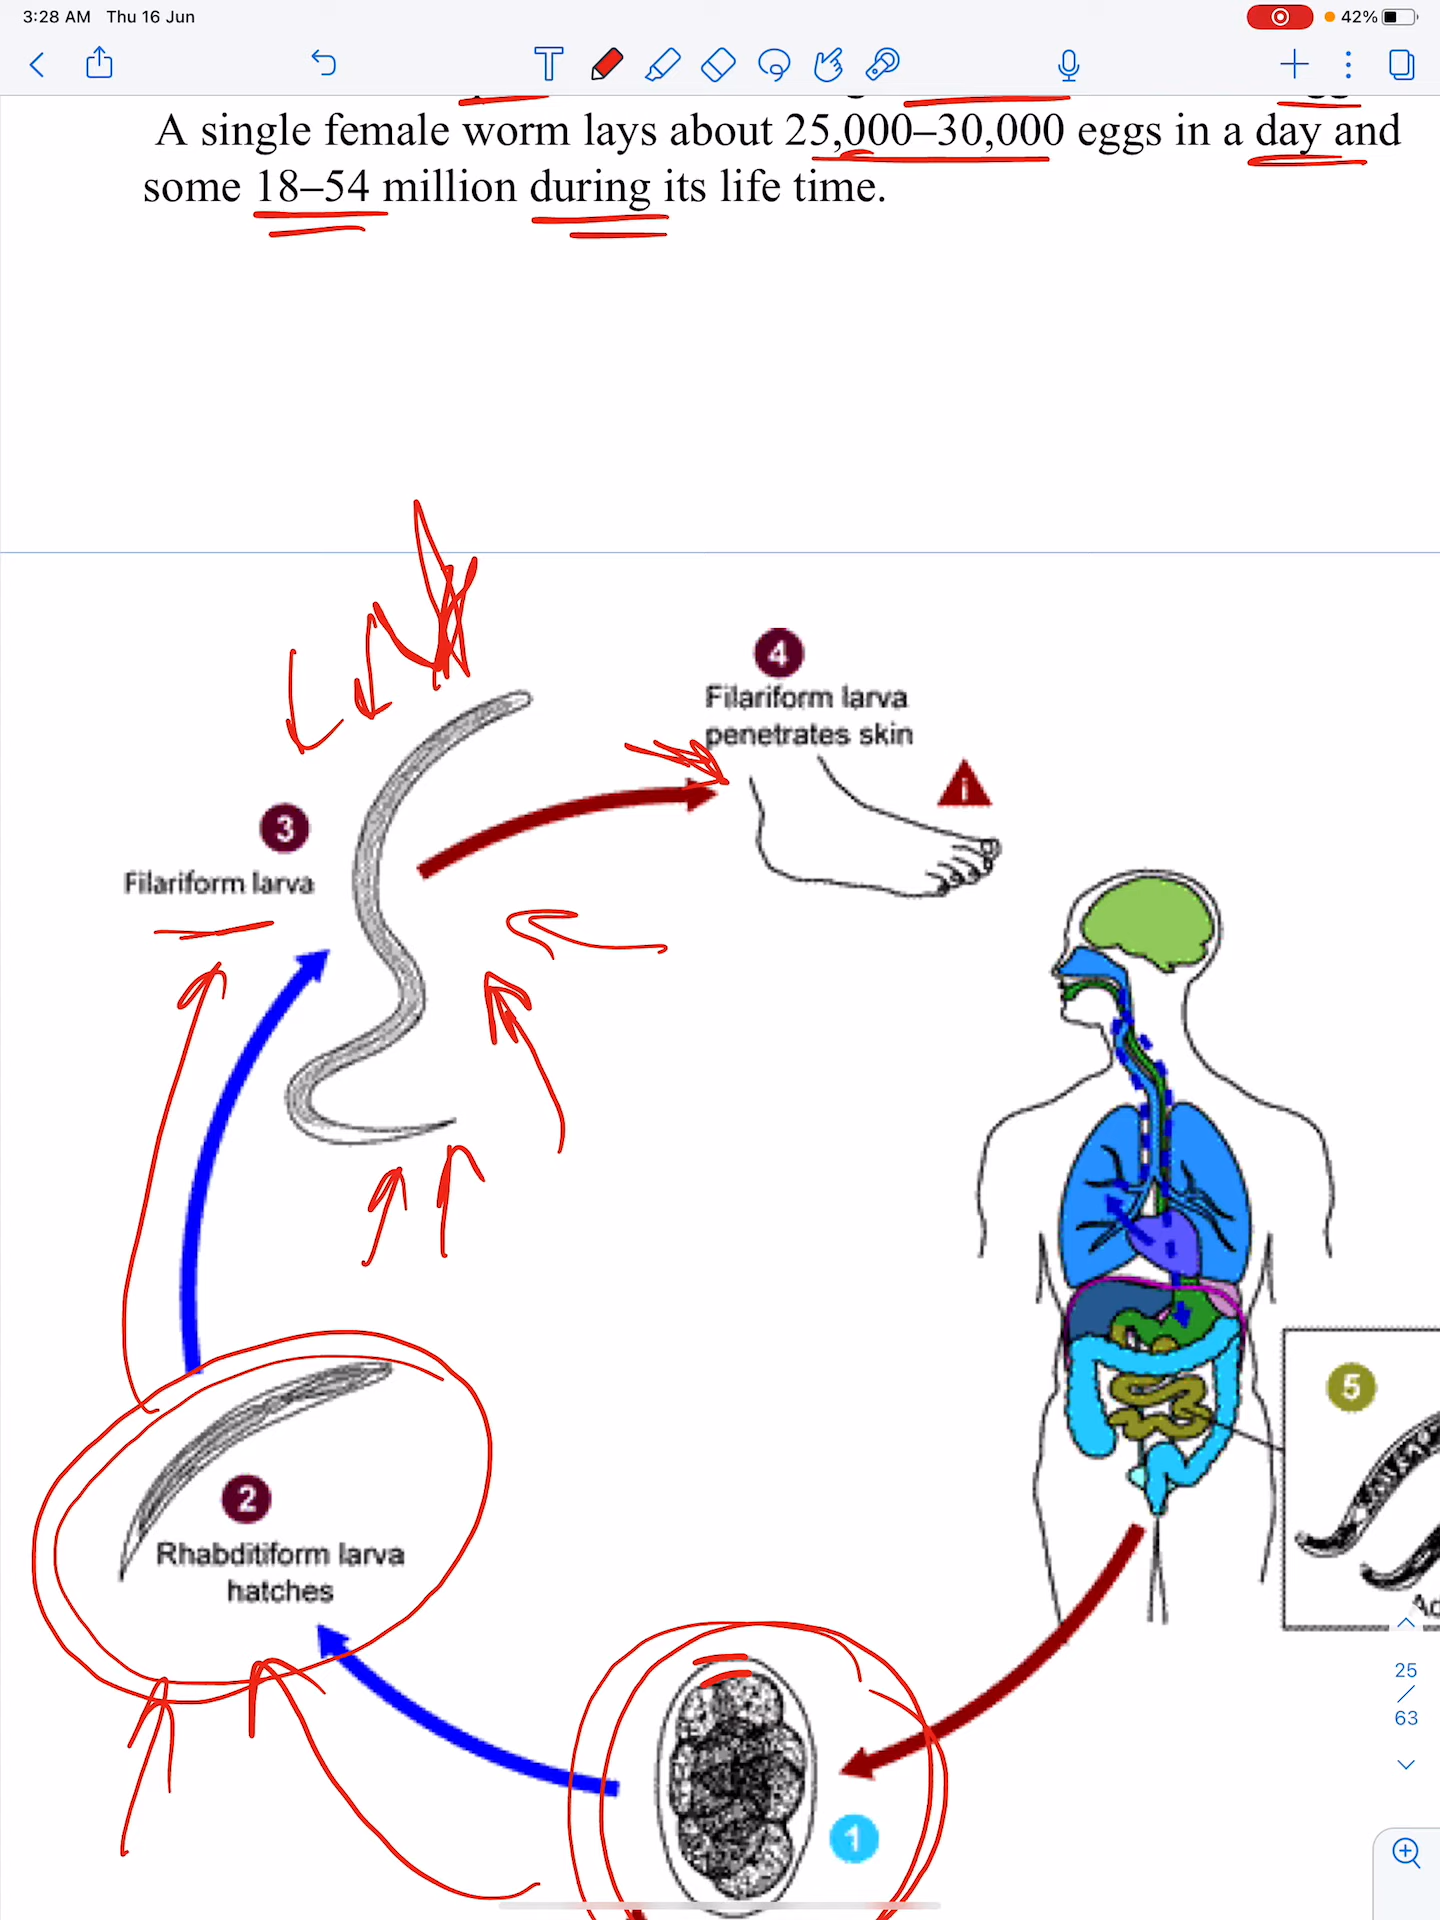 3:28 AM Thu 16 Jun
42%
A single female worm lays about 25,000–30,000 eggs in a day and
some 18–54 million during its life time.
4
Filariform larva
penetrates skin
i
3
Filariform larva
5
2
Rhabditiform larva
hatches
1
25
/
63